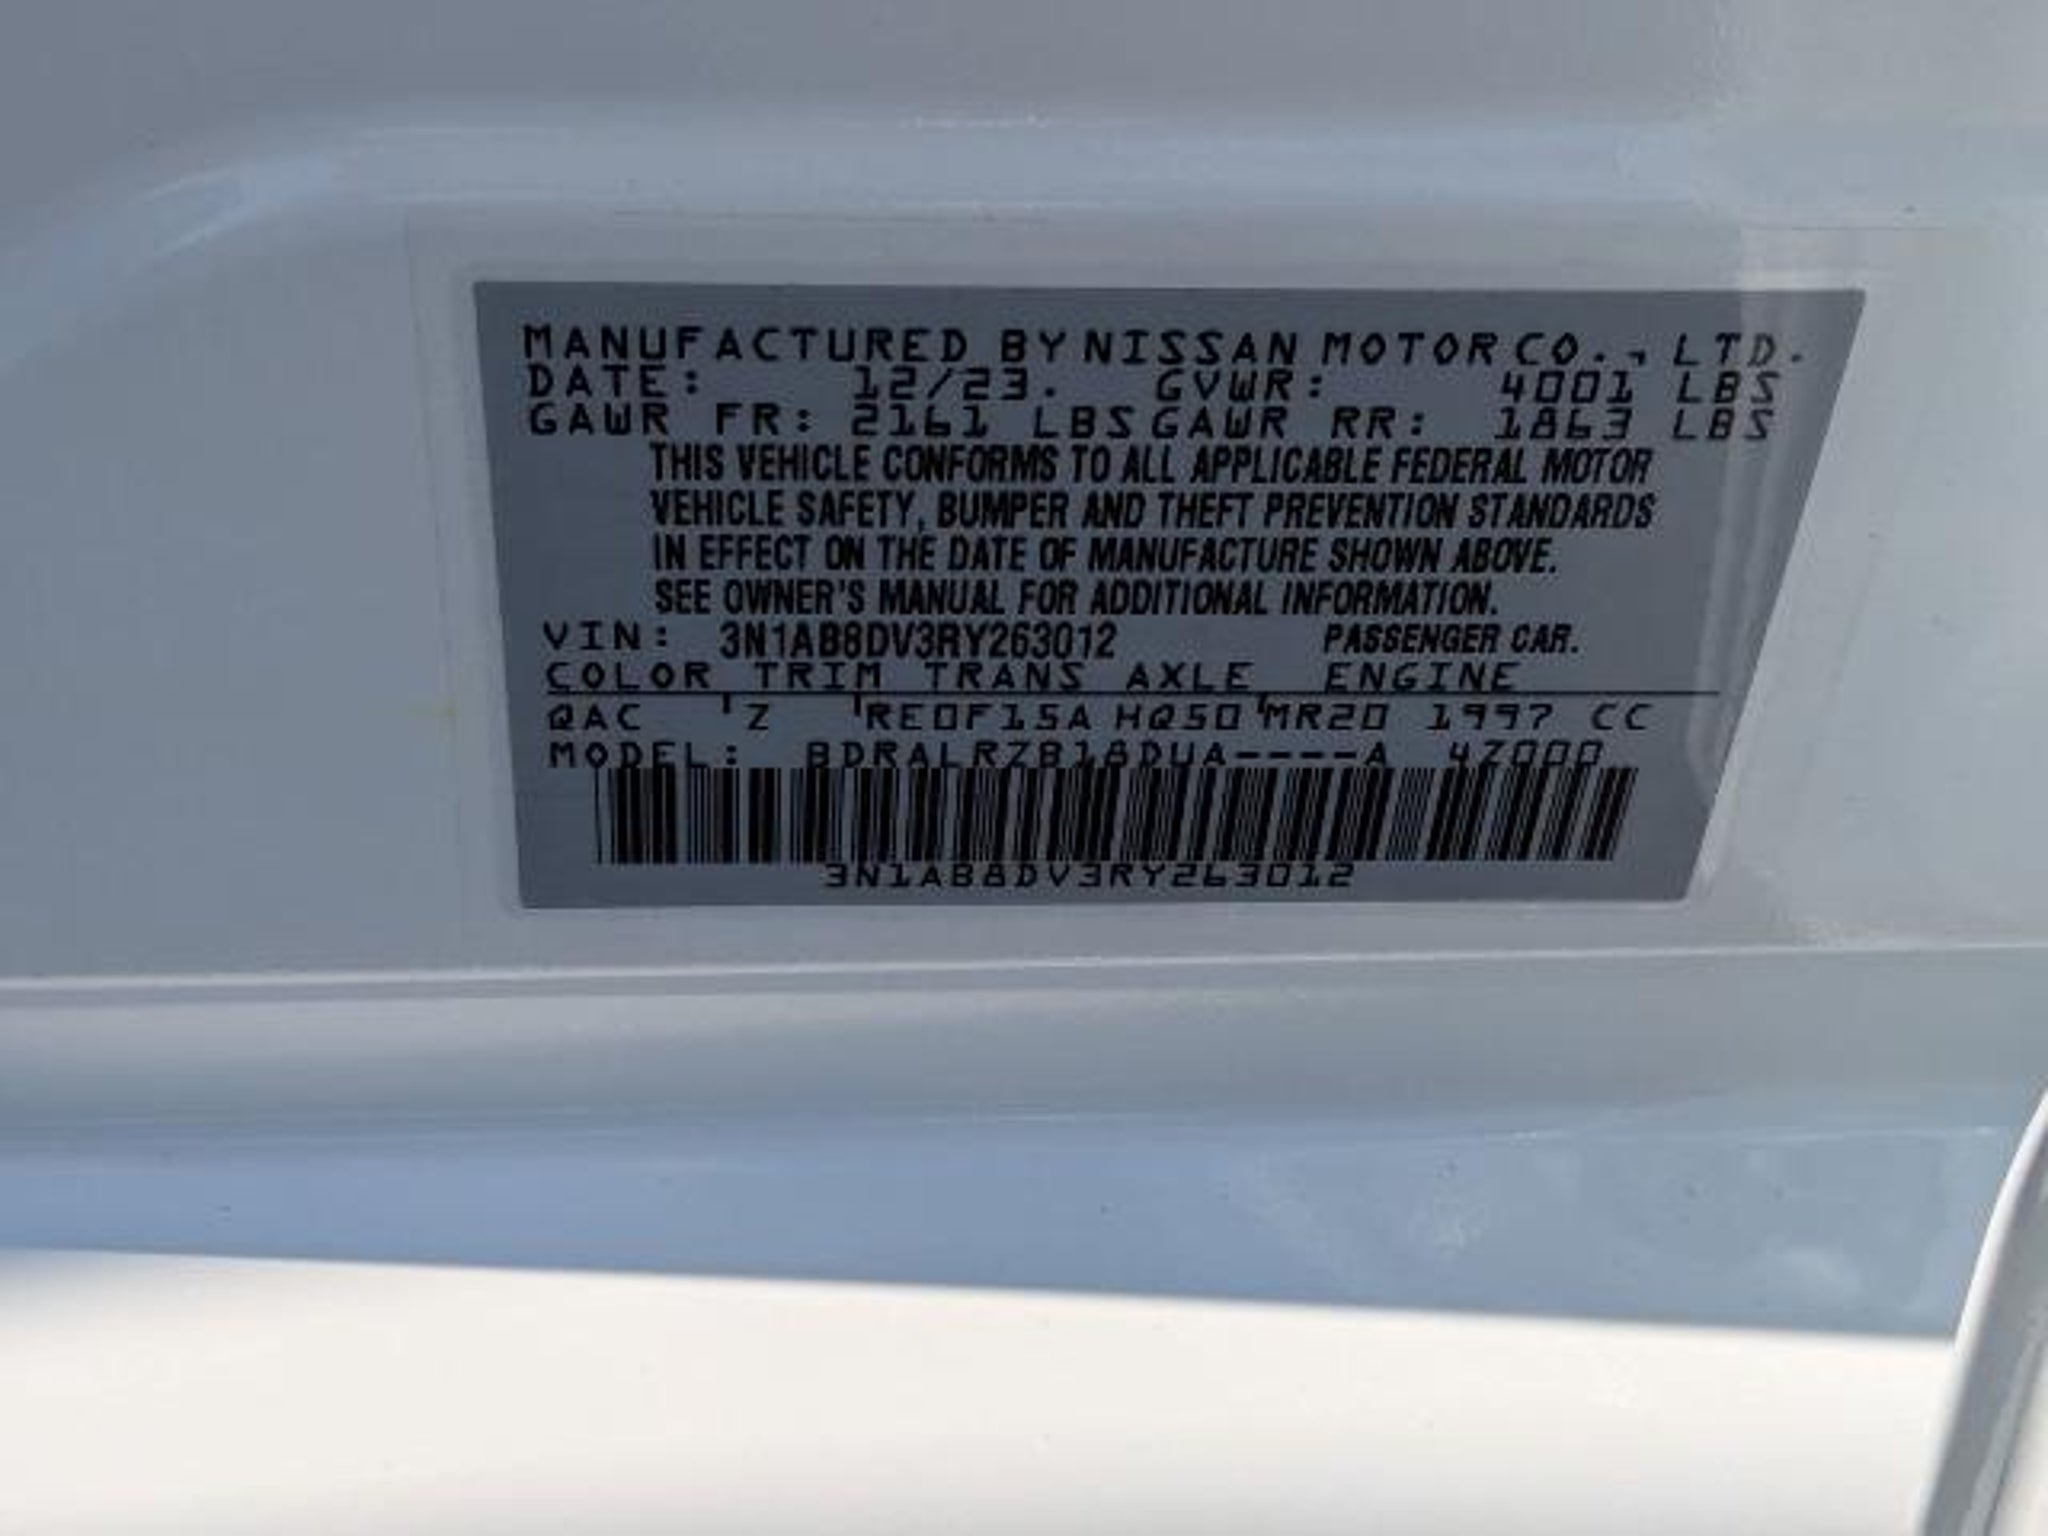 MANUFACTURED BY NISSAN MOTOR CO., LTD.
DATE: 12/23. GVWR: 4001 LBS
GAWR FR: 2161 LBS GAWR RR: 1863 LBS
THIS VEHICLE CONFORMS TO ALL APPLICABLE FEDERAL MOTOR
VEHICLE SAFETY, BUMPER AND THEFT PREVENTION STANDARDS
IN EFFECT ON THE DATE OF MANUFACTURE SHOWN ABOVE.
SEE OWNER'S MANUAL FOR ADDITIONAL INFORMATION.
VIN: 3N1AB8DV3RY263012 PASSENGER CAR.
COLOR TRIM TRANS AXLE ENGINE
QAC Z RE0F15A HQ50 MR20 1997 CC
MODEL: BDRALRZB18DUA----A 4Z000
3N1AB8DV3RY263012